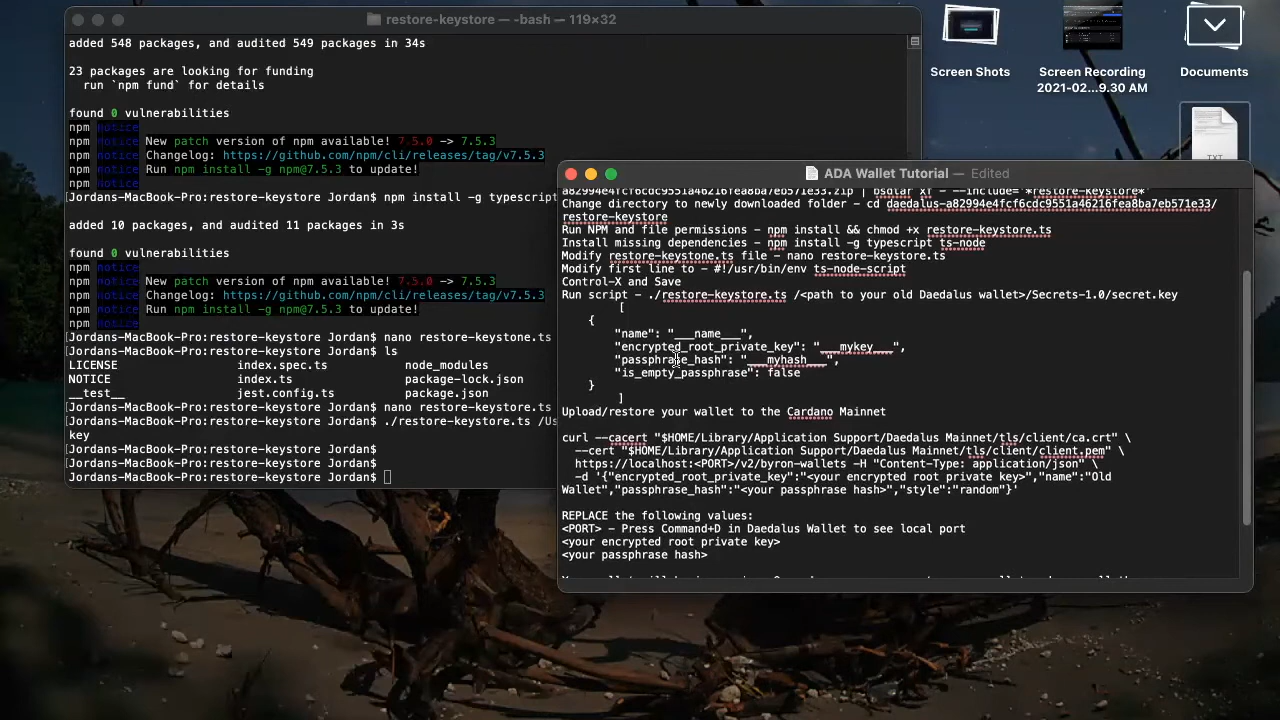 restore-keystore — -bash — 119×32
added 548 packages, and audited 549 packages in 34s
23 packages are looking for funding
run `npm fund` for details
found 0 vulnerabilities
npm notice
npm notice New patch version of npm available! 7.5.0 -> 7.5.3
npm notice Changelog: https://github.com/npm/cli/releases/tag/v7.5.3
npm notice Run npm install -g npm@7.5.3 to update!
npm notice
[Jordans-MacBook-Pro:restore-keystore Jordan$ npm install -g typescript
added 10 packages, and audited 11 packages in 3s
found 0 vulnerabilities
npm notice
npm notice New patch version of npm available! 7.5.0 -> 7.5.3
npm notice Changelog: https://github.com/npm/cli/releases/tag/v7.5.3
npm notice Run npm install -g npm@7.5.3 to update!
npm notice
[Jordans-MacBook-Pro:restore-keystore Jordan$ nano restore-keystone.ts
[Jordans-MacBook-Pro:restore-keystore Jordan$ ls
LICENSE index.spec.ts node_modules
NOTICE index.ts package-lock.json
__test__ jest.config.ts package.json
[Jordans-MacBook-Pro:restore-keystore Jordan$ nano restore-keystore.ts
[Jordans-MacBook-Pro:restore-keystore Jordan$ ./restore-keystore.ts /Us
key
[Jordans-MacBook-Pro:restore-keystore Jordan$
[Jordans-MacBook-Pro:restore-keystore Jordan$
[Jordans-MacBook-Pro:restore-keystore Jordan$
Screen Shots
Screen Recording
2021-02...9.30 AM
Documents
TXT
ADA Wallet Tutorial — Edited
a82994e4fcf6cdc9551a46216fea8ba7eb571e33.zip | bsdtar xf - --include='*restore-keystore*'
Change directory to newly downloaded folder - cd daedalus-a82994e4fcf6cdc9551a46216fea8ba7eb571e33/
restore-keystore
Run NPM and file permissions - npm install && chmod +x restore-keystore.ts
Install missing dependencies - npm install -g typescript ts-node
Modify restore-keystone.ts file - nano restore-keystore.ts
Modify first line to - #!/usr/bin/env ts-node-script
Control-X and Save
Run script - ./restore-keystore.ts /<path to your old Daedalus wallet>/Secrets-1.0/secret.key
[
{
"name": "___name___",
"encrypted_root_private_key": "___mykey___",
"passphrase_hash": "___myhash___",
"is_empty_passphrase": false
}
]
Upload/restore your wallet to the Cardano Mainnet
curl --cacert "$HOME/Library/Application Support/Daedalus Mainnet/tls/client/ca.crt" \
--cert "$HOME/Library/Application Support/Daedalus Mainnet/tls/client/client.pem" \
https://localhost:<PORT>/v2/byron-wallets -H "Content-Type: application/json" \
-d '{"encrypted_root_private_key":"<your encrypted root private key>","name":"Old
Wallet","passphrase_hash":"<your passphrase hash>","style":"random"}'
REPLACE the following values:
<PORT> - Press Command+D in Daedalus Wallet to see local port
<your encrypted root private key>
<your passphrase hash>